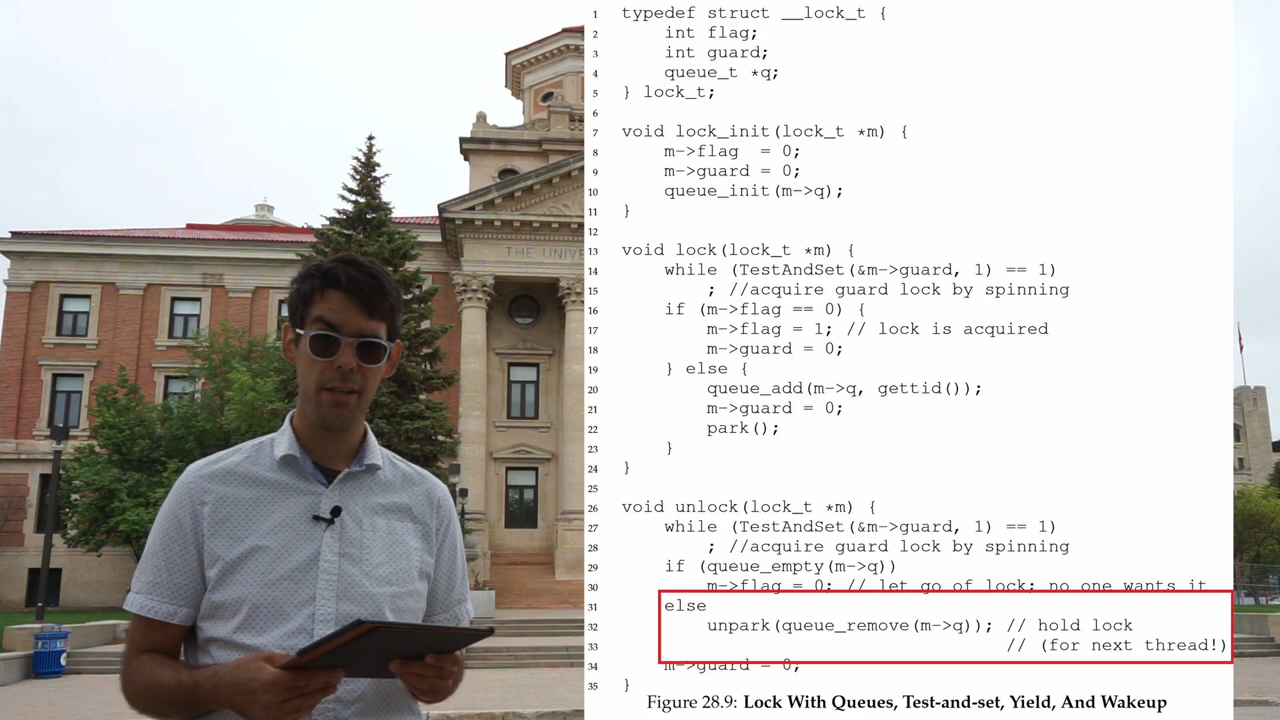 THE UNIVE
1 typedef struct __lock_t {
2 int flag;
3 int guard;
4 queue_t *q;
5 } lock_t;
6
7 void lock_init(lock_t *m) {
8 m->flag  = 0;
9 m->guard = 0;
10 queue_init(m->q);
11 }
12
13 void lock(lock_t *m) {
14 while (TestAndSet(&m->guard, 1) == 1)
15 ; //acquire guard lock by spinning
16 if (m->flag == 0) {
17 m->flag = 1; // lock is acquired
18 m->guard = 0;
19 } else {
20 queue_add(m->q, gettid());
21 m->guard = 0;
22 park();
23 }
24 }
25
26 void unlock(lock_t *m) {
27 while (TestAndSet(&m->guard, 1) == 1)
28 ; //acquire guard lock by spinning
29 if (queue_empty(m->q))
30 m->flag = 0; // let go of lock; no one wants it
31 else
32 unpark(queue_remove(m->q)); // hold lock
33 // (for next thread!)
34 m->guard = 0;
35 }
Figure 28.9: Lock With Queues, Test-and-set, Yield, And Wakeup